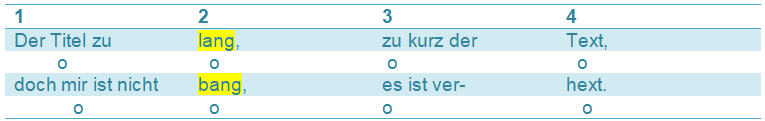 1 2 3 4
Der Titel zu lang, zu kurz der Text,
o o o o
doch mir ist nicht bang, es ist ver- hext.
o o o o